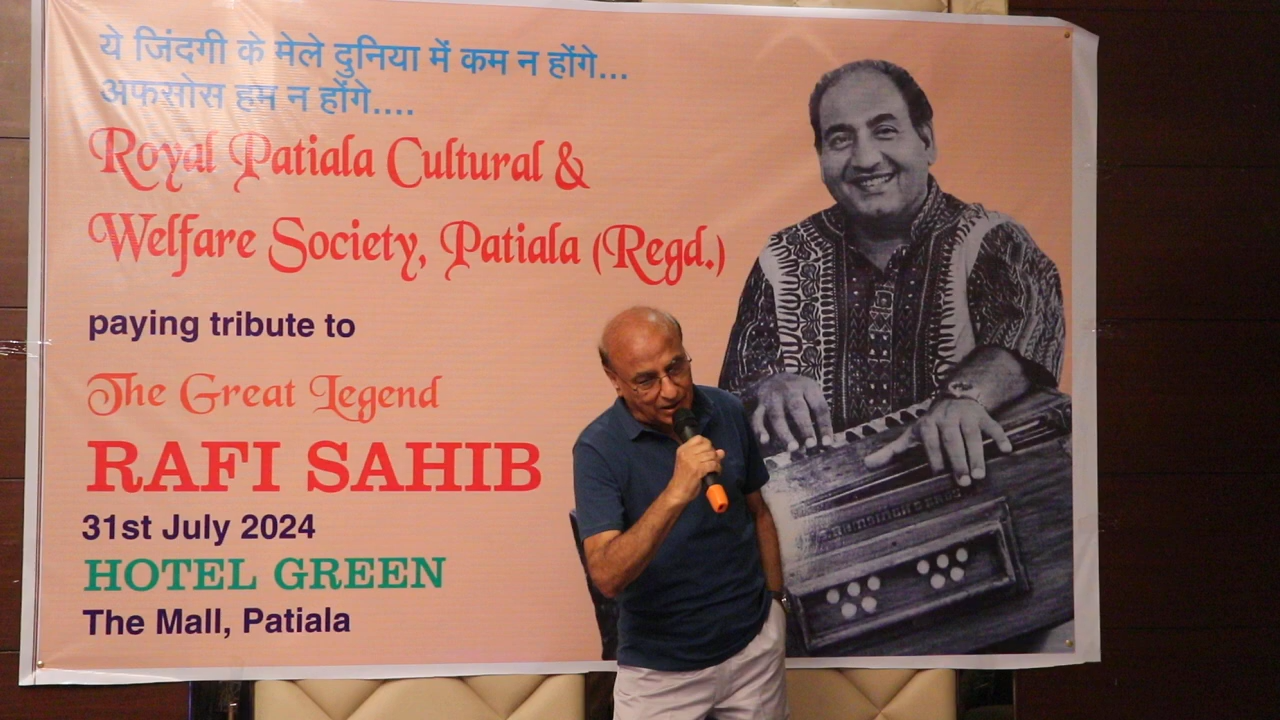 ये जिंदगी के मेले दुनिया में कम न होंगे...
अफसोस हम न होंगे....
Royal Patiala Cultural &
Welfare Society, Patiala (Regd.)
paying tribute to
The Great Legend
RAFI SAHIB
31st July 2024
HOTEL GREEN
The Mall, Patiala